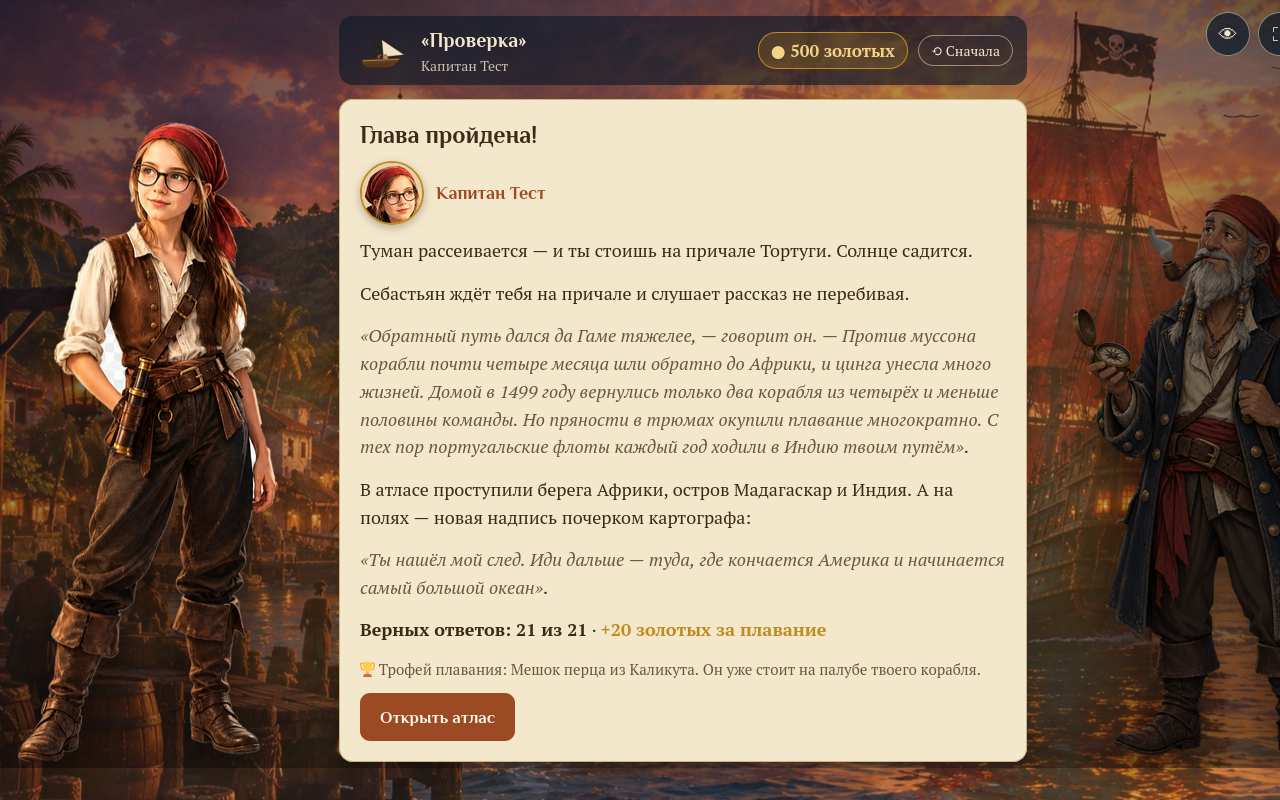 «Проверка»
Капитан Тест
500 золотых
⟲ Сначала
Глава пройдена!
Капитан Тест
Туман рассеивается — и ты стоишь на причале Тортуги. Солнце садится.
Себастьян ждёт тебя на причале и слушает рассказ не перебивая.
«Обратный путь дался да Гаме тяжелее, — говорит он. — Против муссона
корабли почти четыре месяца шли обратно до Африки, и цинга унесла много
жизней. Домой в 1499 году вернулись только два корабля из четырёх и меньше
половины команды. Но пряности в трюмах окупили плавание многократно. С
тех пор португальские флоты каждый год ходили в Индию твоим путём».
В атласе проступили берега Африки, остров Мадагаскар и Индия. А на
полях — новая надпись почерком картографа:
«Ты нашёл мой след. Иди дальше — туда, где кончается Америка и начинается
самый большой океан».
Верных ответов: 21 из 21 · +20 золотых за плавание
🏆 Трофей плавания: Мешок перца из Каликута. Он уже стоит на палубе твоего корабля.
Открыть атлас